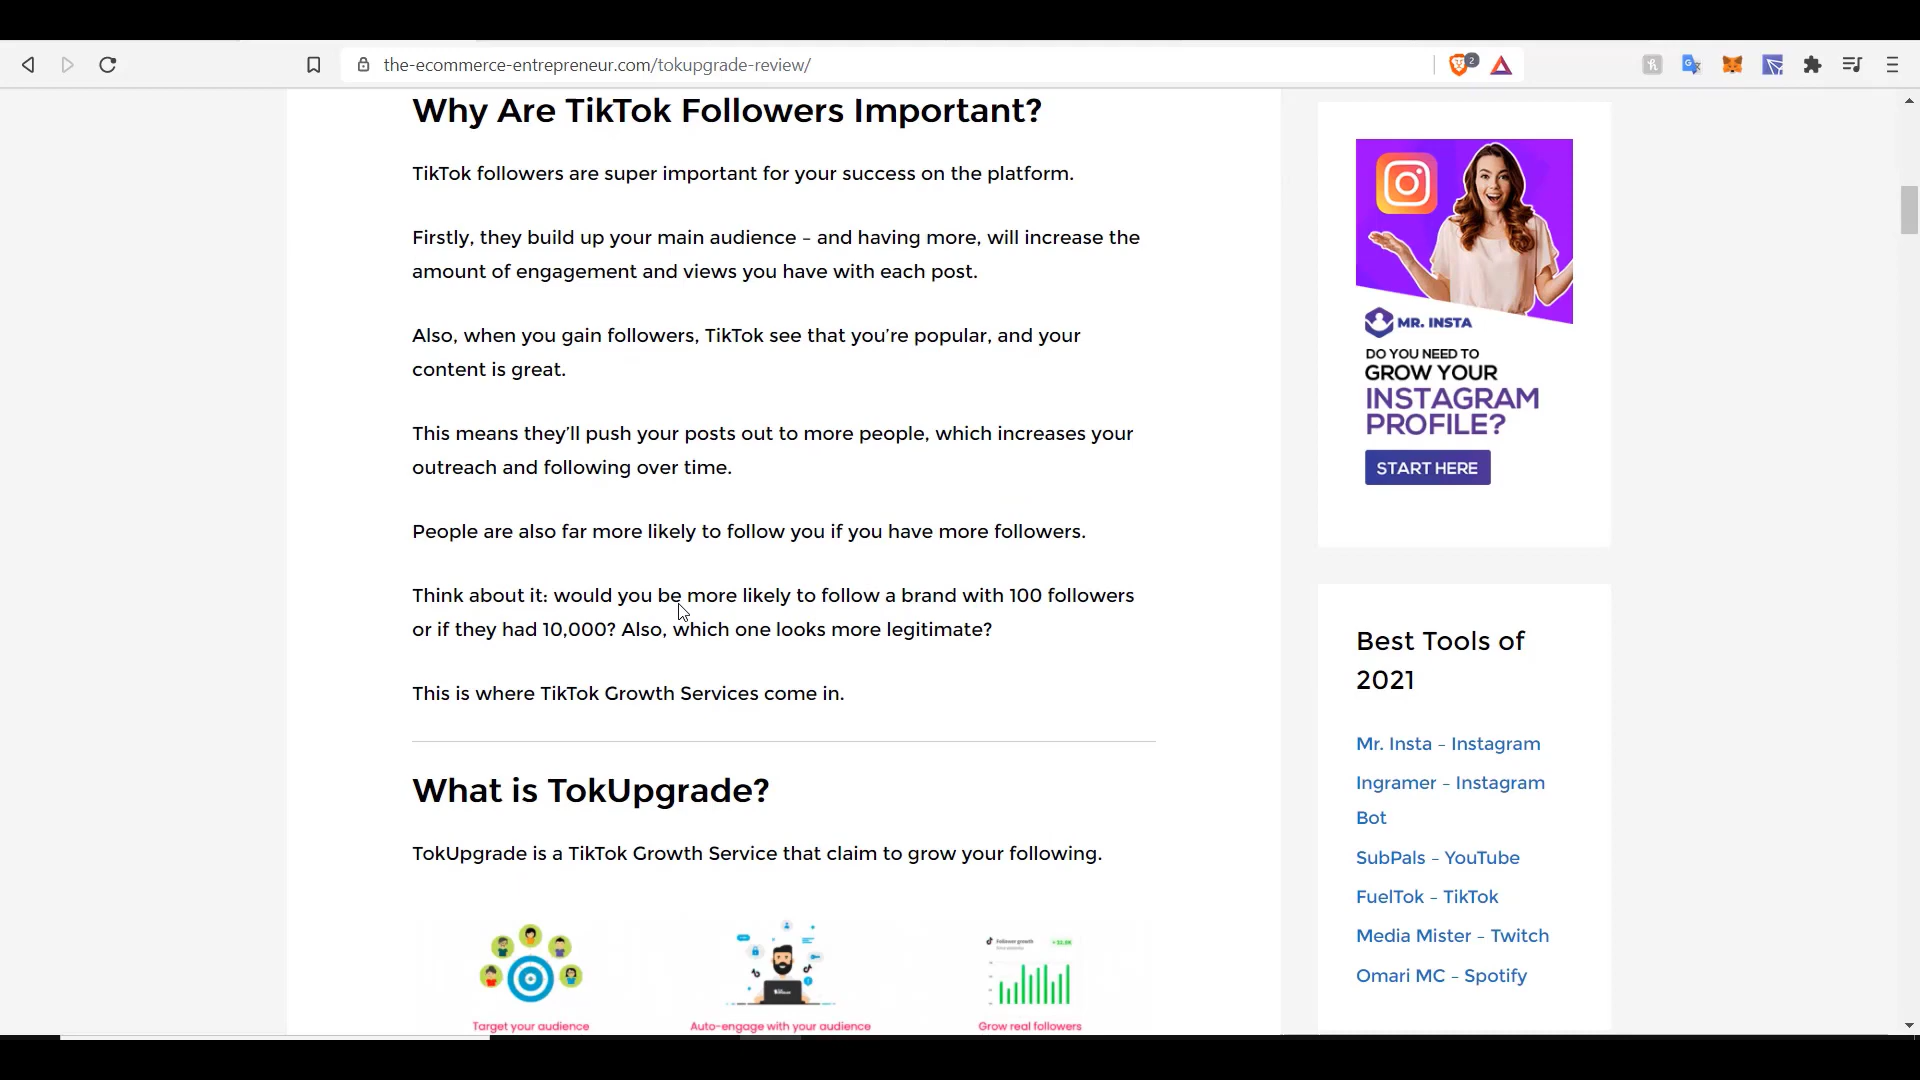 the-ecommerce-entrepreneur.com/tokupgrade-review/
2
Why Are TikTok Followers Important?
TikTok followers are super important for your success on the platform.
Firstly, they build up your main audience – and having more, will increase the
amount of engagement and views you have with each post.
Also, when you gain followers, TikTok see that you’re popular, and your
content is great.
This means they’ll push your posts out to more people, which increases your
outreach and following over time.
People are also far more likely to follow you if you have more followers.
Think about it: would you be more likely to follow a brand with 100 followers
or if they had 10,000? Also, which one looks more legitimate?
This is where TikTok Growth Services come in.
What is TokUpgrade?
TokUpgrade is a TikTok Growth Service that claim to grow your following.
Follower growth
Target your audience
Auto-engage with your audience
Grow real followers
MR. INSTA
DO YOU NEED TO
GROW YOUR
INSTAGRAM
PROFILE?
START HERE
Best Tools of
2021
Mr. Insta – Instagram
Ingramer – Instagram
Bot
SubPals – YouTube
FuelTok – TikTok
Media Mister – Twitch
Omari MC – Spotify